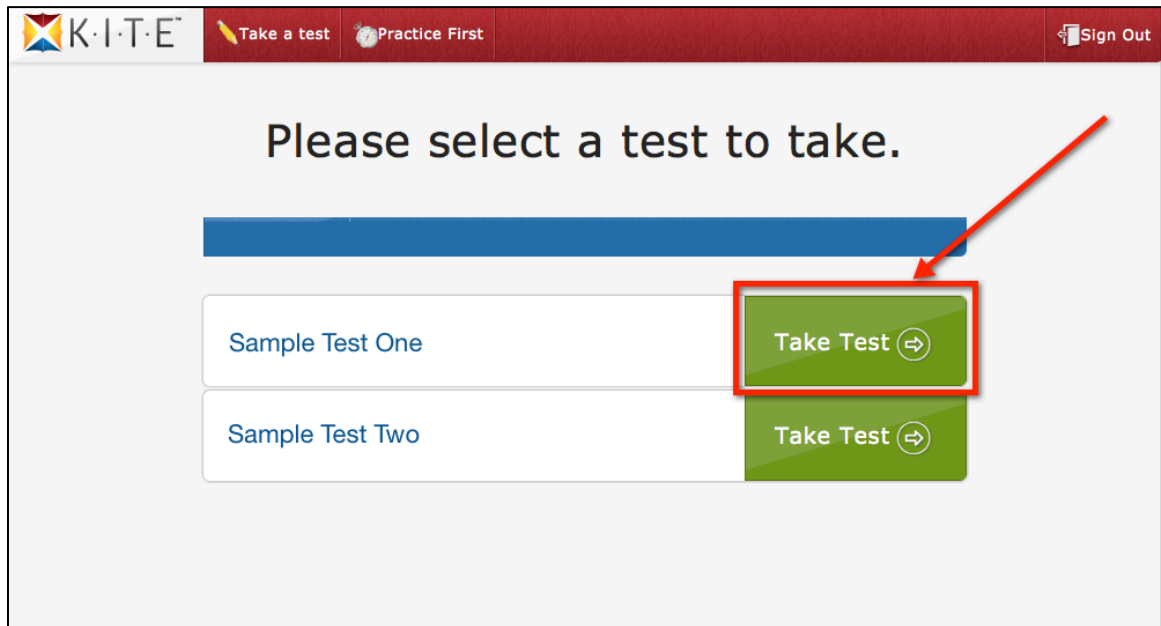 K·I·T·E™ Take a test Practice First Sign Out
Please select a test to take.
Sample Test One Take Test
Sample Test Two Take Test